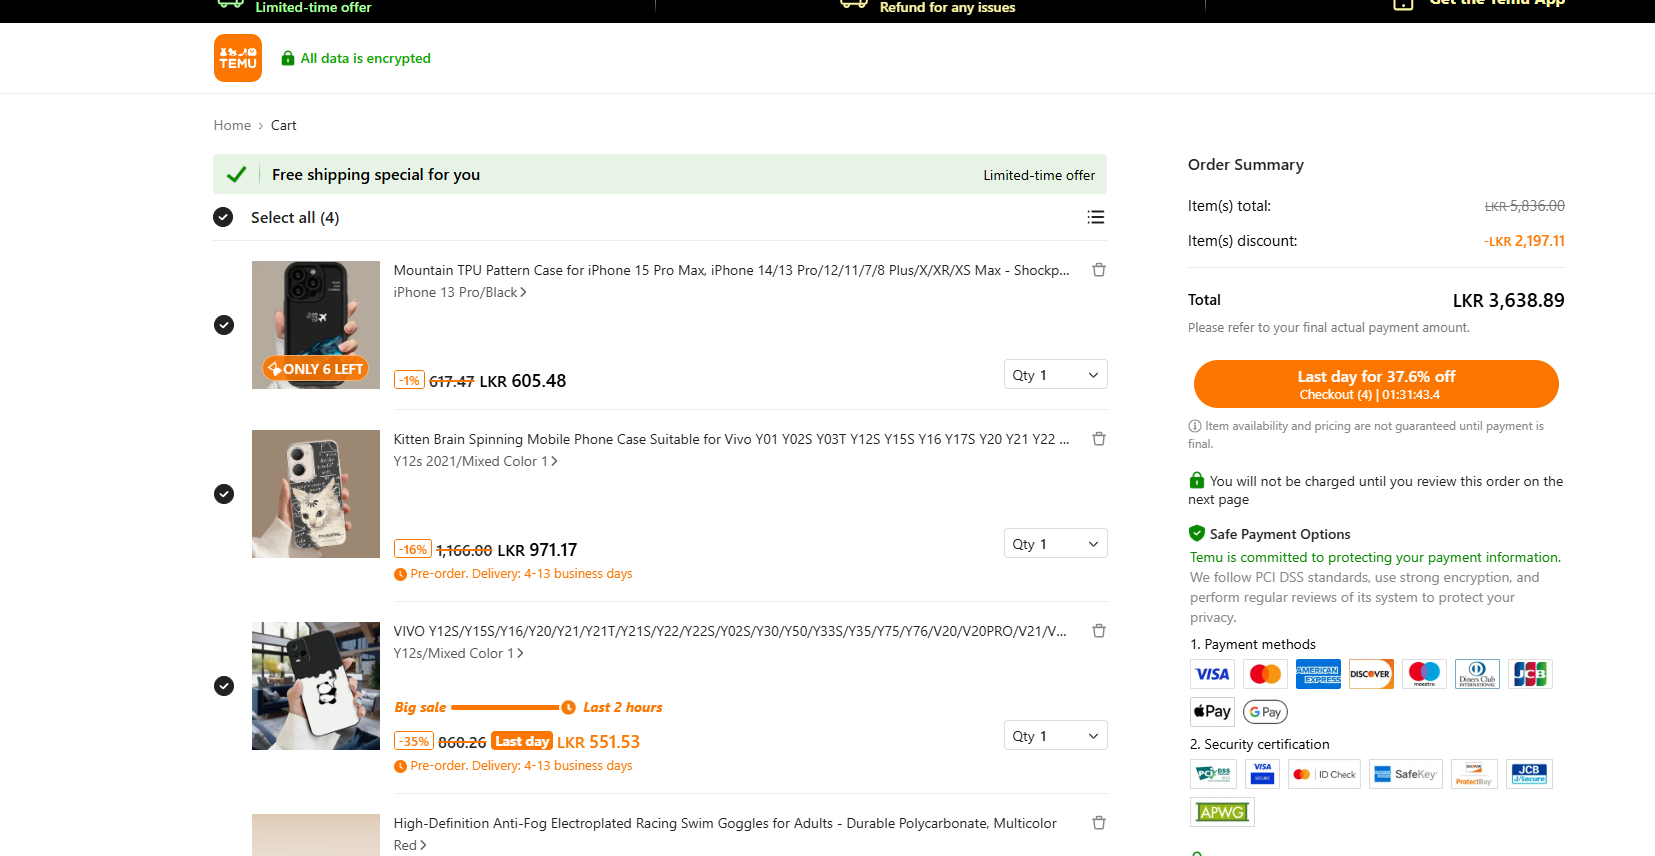 Limited-time offer
Refund for any issues
Get the Temu App
TEMU
All data is encrypted
Home › Cart
Free shipping special for you
Limited-time offer
Select all (4)
Mountain TPU Pattern Case for iPhone 15 Pro Max, iPhone 14/13 Pro/12/11/7/8 Plus/X/XR/XS Max - Shockp...
iPhone 13 Pro/Black
ONLY 6 LEFT
-1% 617.47 LKR 605.48
Qty 1
Kitten Brain Spinning Mobile Phone Case Suitable for Vivo Y01 Y02S Y03T Y12S Y15S Y16 Y17S Y20 Y21 Y22 ...
Y12s 2021/Mixed Color 1
-16% 1,166.00 LKR 971.17
Qty 1
Pre-order. Delivery: 4-13 business days
VIVO Y12S/Y15S/Y16/Y20/Y21/Y21T/Y21S/Y22/Y22S/Y02S/Y30/Y50/Y33S/Y35/Y75/Y76/V20/V20PRO/V21/V...
Y12s/Mixed Color 1
Big sale Last 2 hours
-35% 860.26 Last day LKR 551.53
Qty 1
Pre-order. Delivery: 4-13 business days
High-Definition Anti-Fog Electroplated Racing Swim Goggles for Adults - Durable Polycarbonate, Multicolor
Red
Order Summary
Item(s) total: LKR 5,836.00
Item(s) discount: -LKR 2,197.11
Total LKR 3,638.89
Please refer to your final actual payment amount.
Last day for 37.6% off
Checkout (4) | 01:31:43.4
Item availability and pricing are not guaranteed until payment is
final.
You will not be charged until you review this order on the
next page
Safe Payment Options
Temu is committed to protecting your payment information.
We follow PCI DSS standards, use strong encryption, and
perform regular reviews of its system to protect your
privacy.
1. Payment methods
VISA
AMERICAN EXPRESS
DISCOVER
maestro
Diners Club INTERNATIONAL
JCB
Pay
G Pay
2. Security certification
PCI DSS
VISA SECURE
ID Check
SafeKey
ProtectBuy
JCB J/Secure
APWG